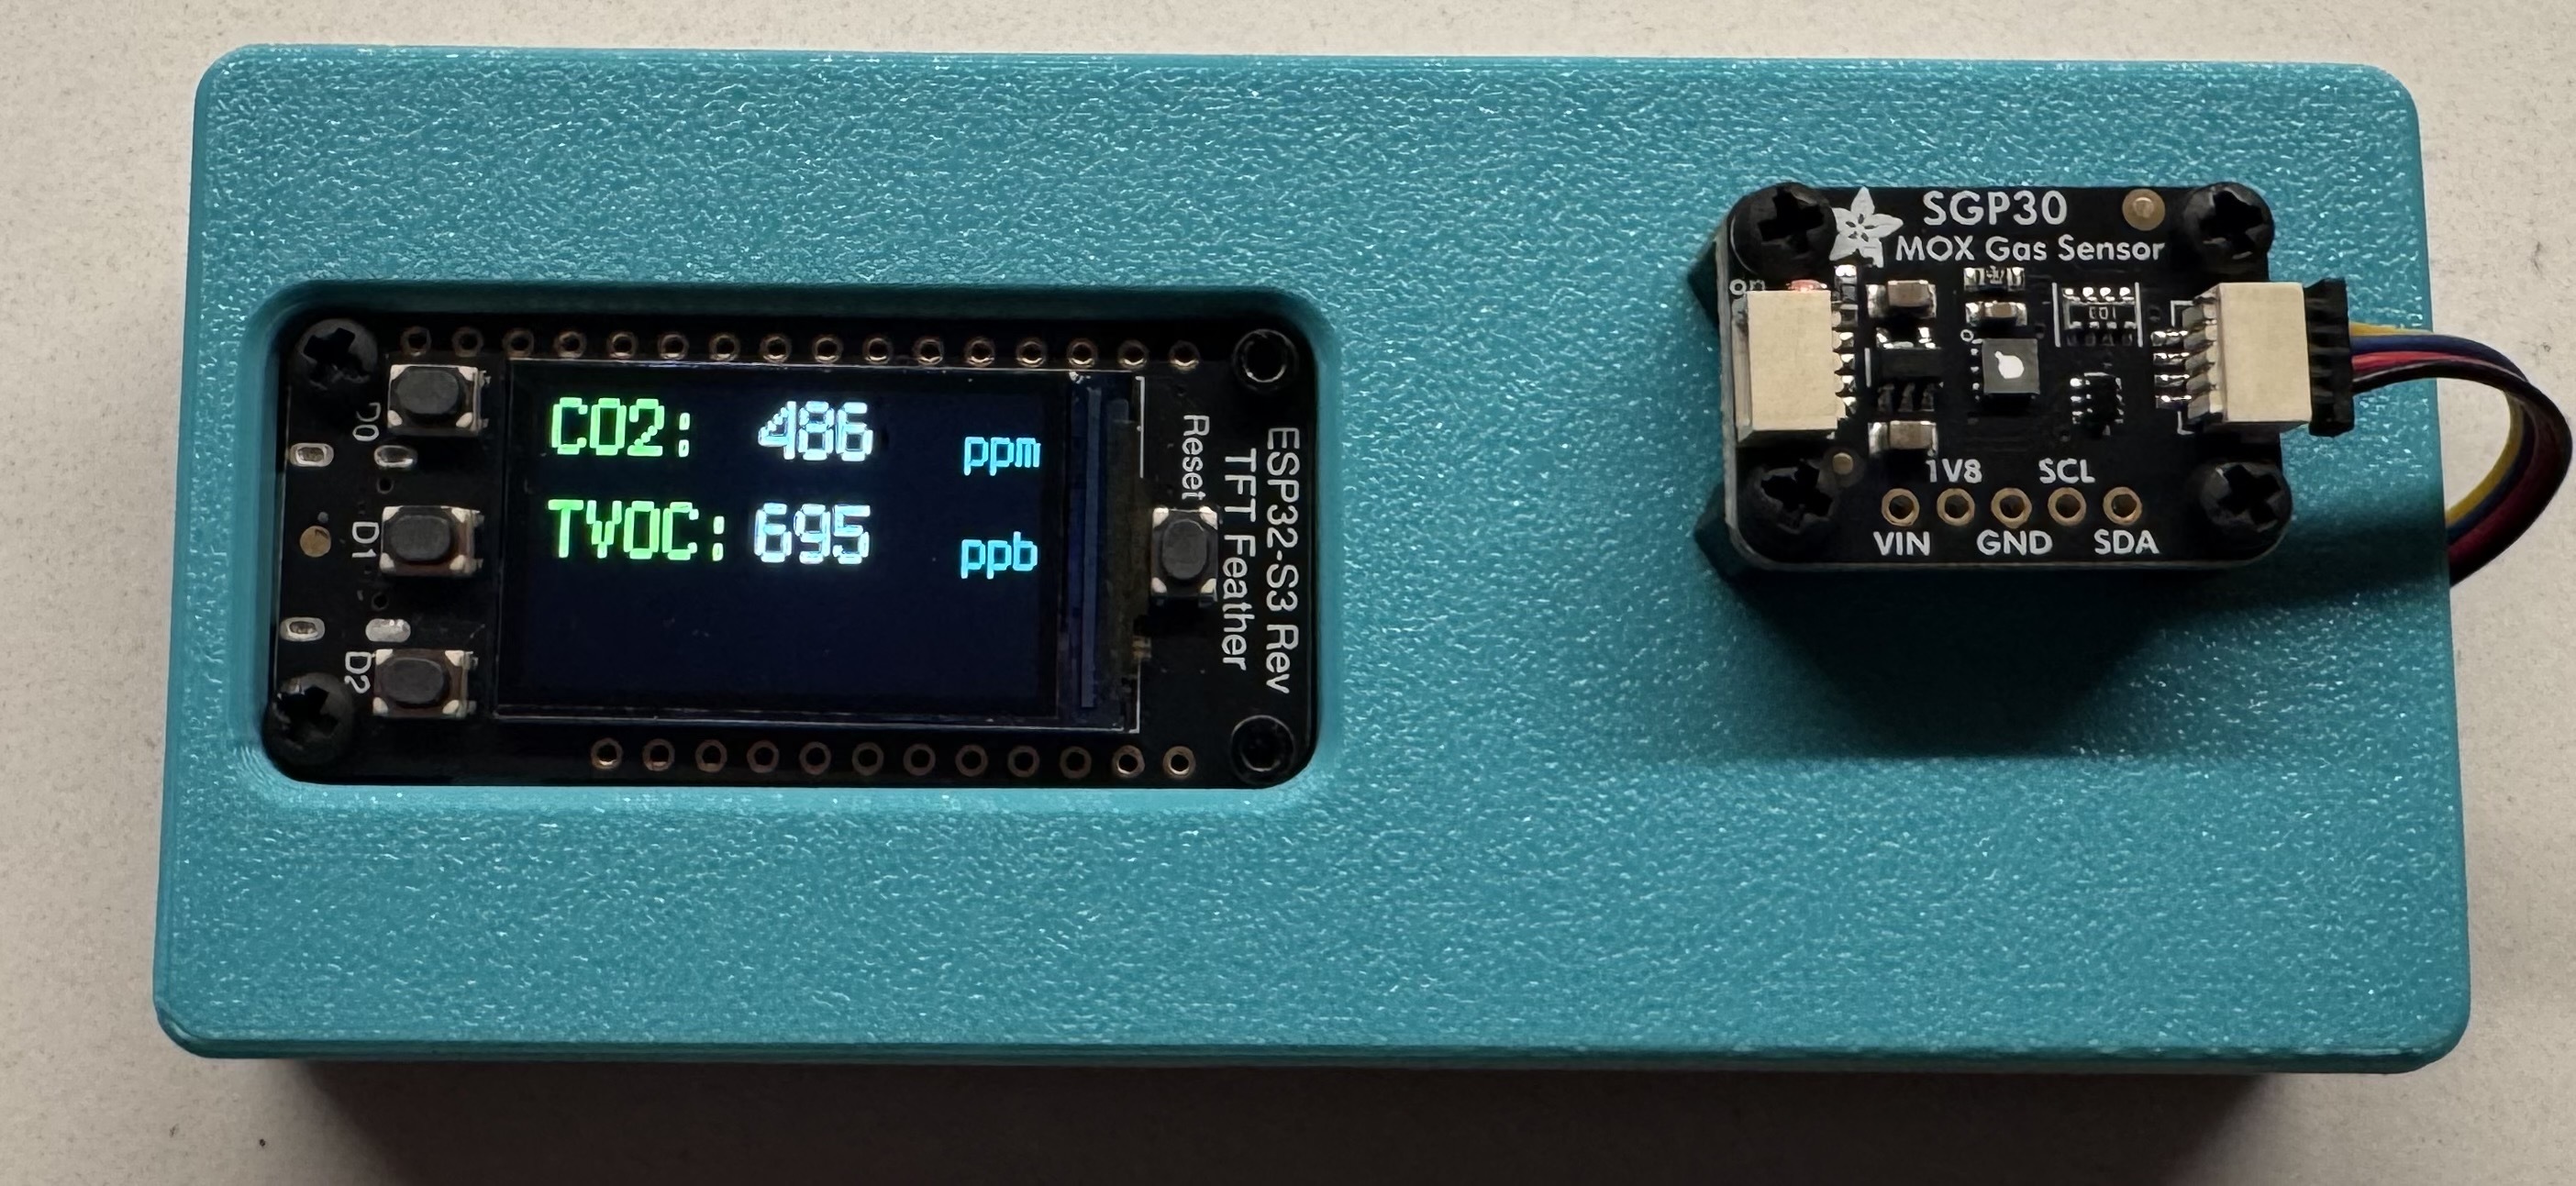 CO2: 486 ppm
TVOC: 695 ppb
D0
D1
D2
Reset
ESP32-S3 Rev
TFT Feather
SGP30
MOX Gas Sensor
on
1V8 SCL
VIN GND SDA